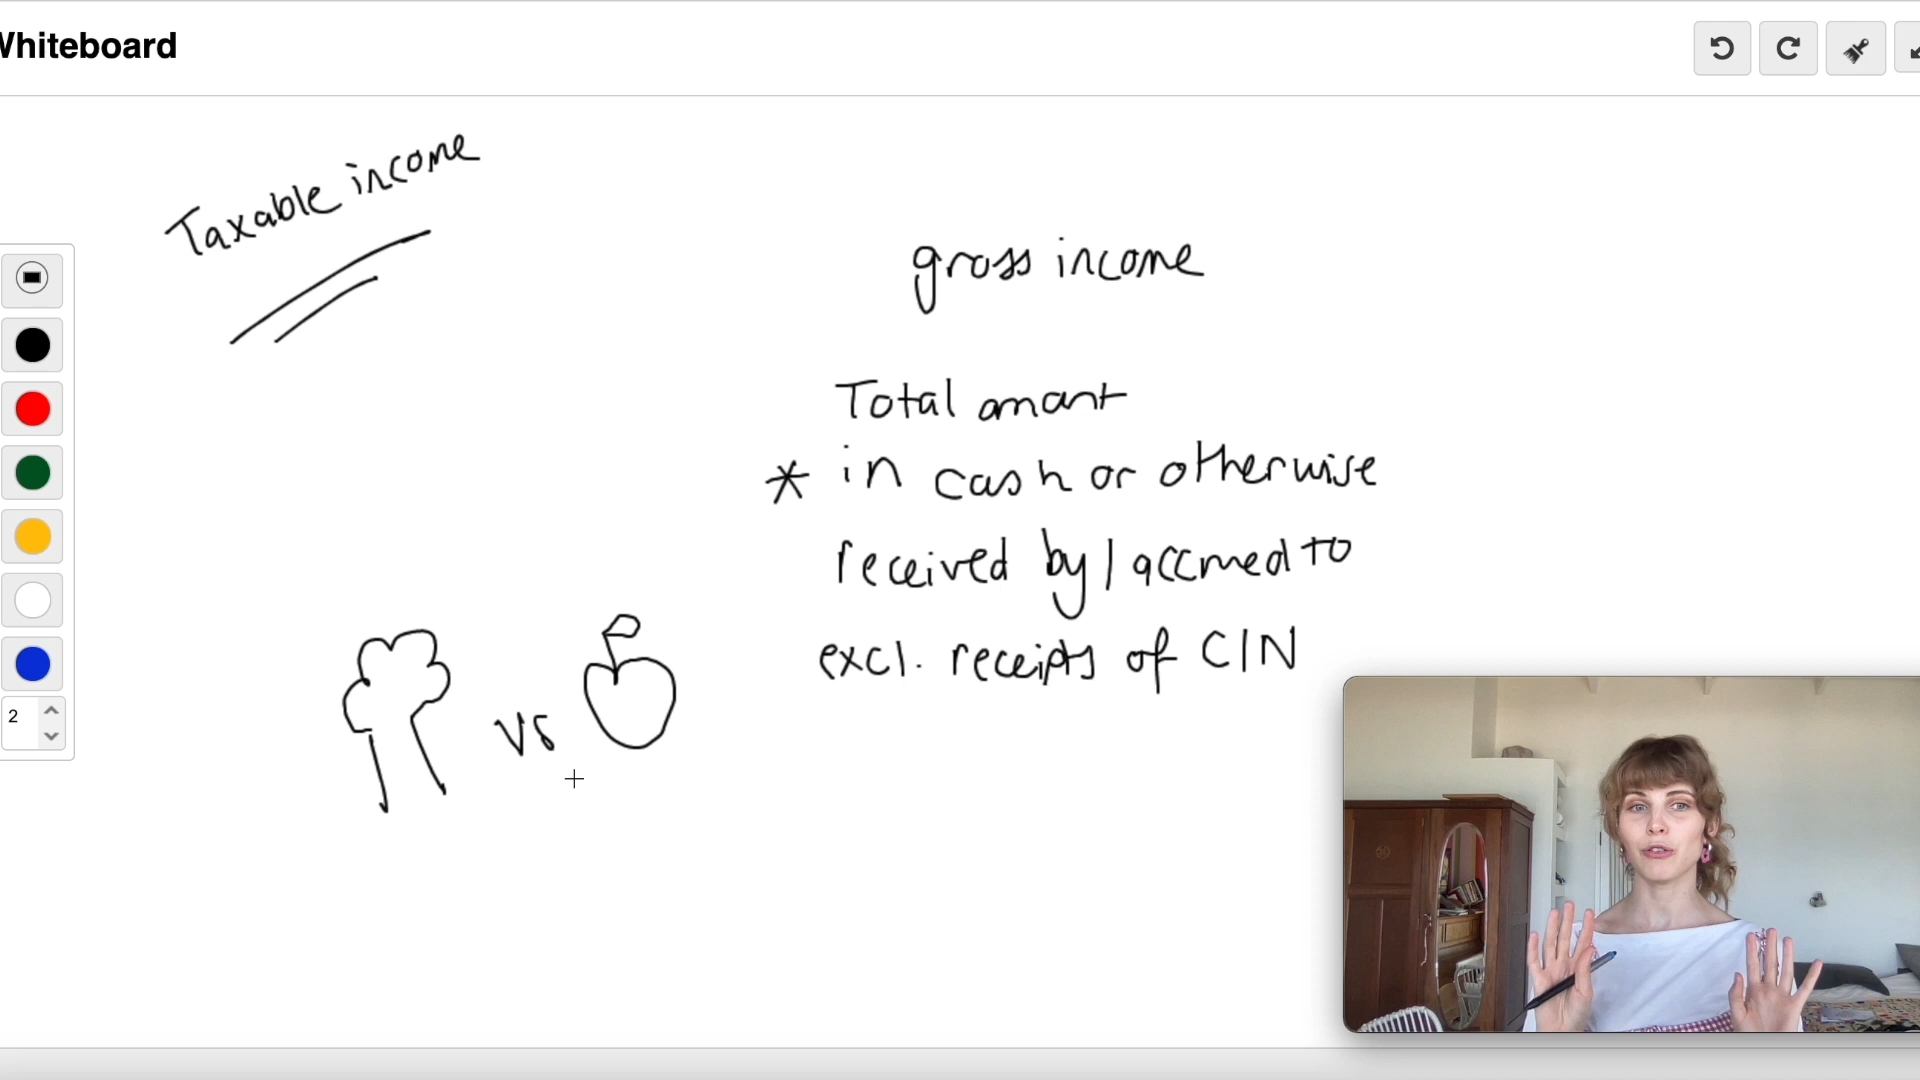 Whiteboard
Taxable income
gross income
Total amant
* in cash or otherwise
received by / accrued to
excl. receipts of C/N
vs
2